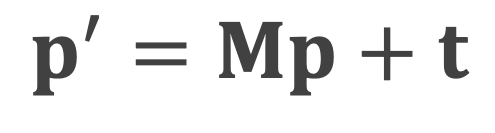 p′ = Mp + t